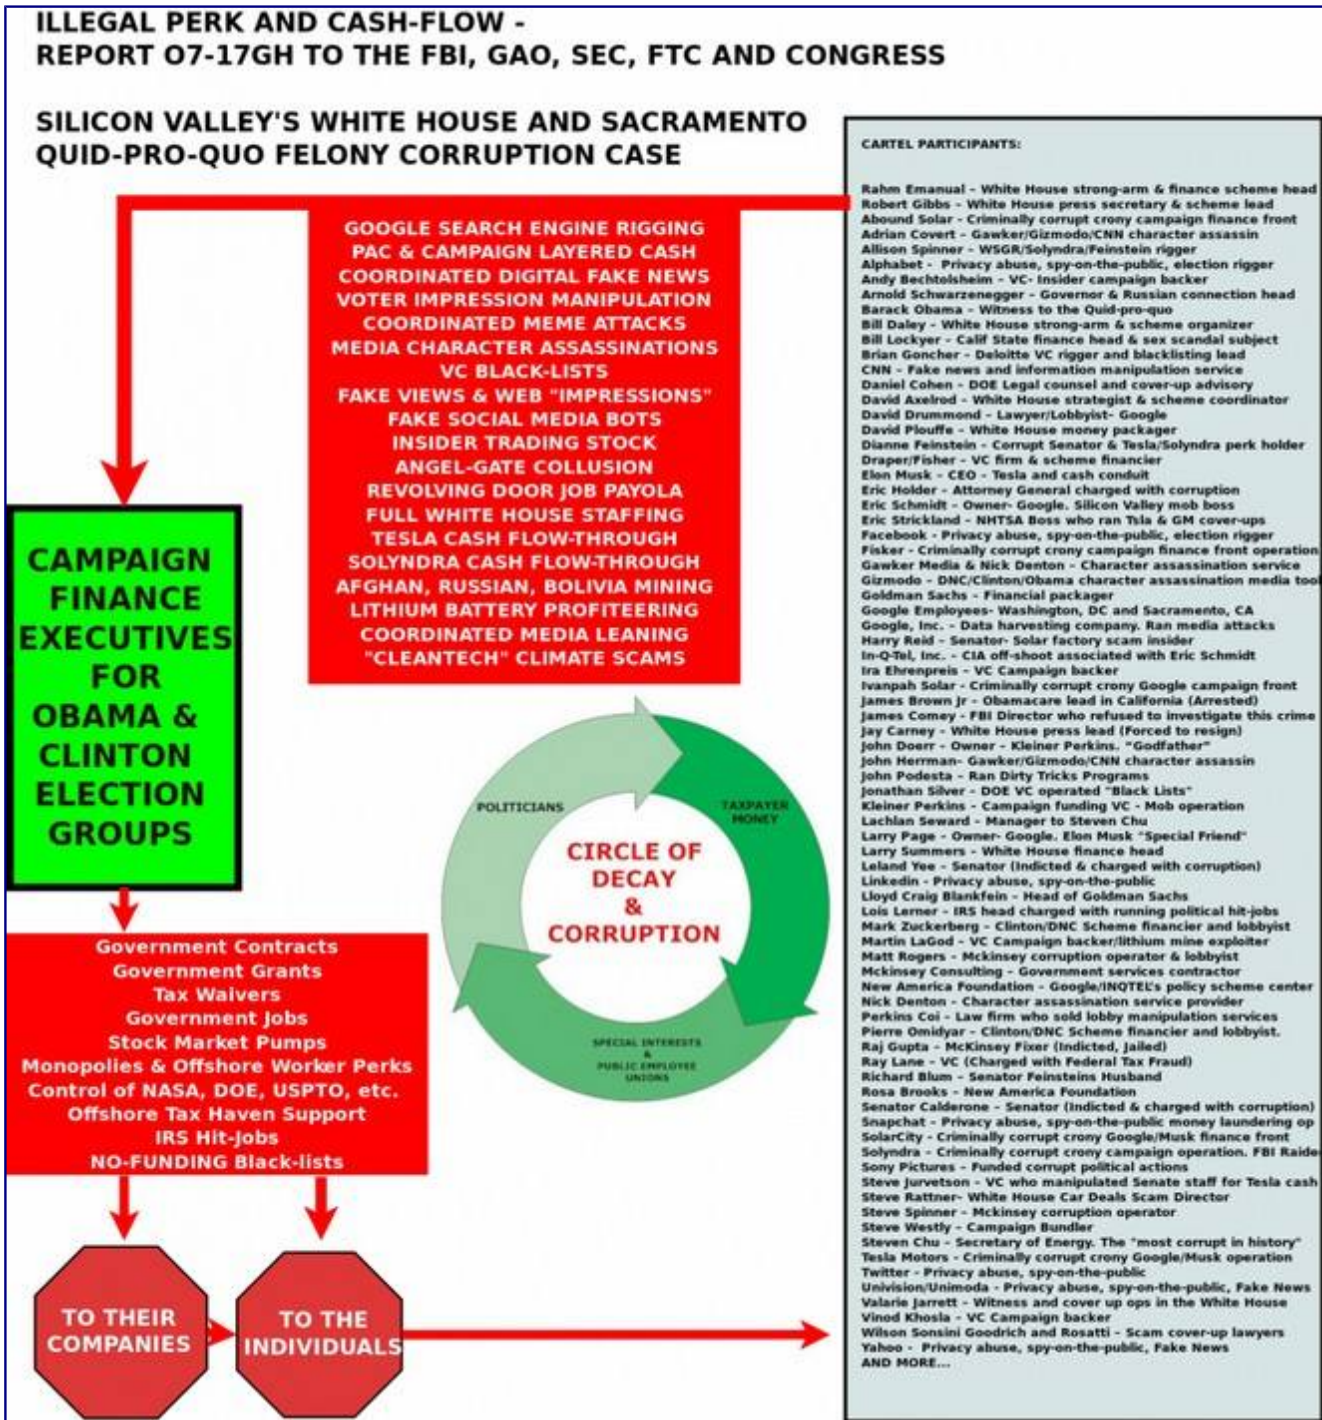 ILLEGAL PERK AND CASH-FLOW -
REPORT O7-17GH TO THE FBI, GAO, SEC, FTC AND CONGRESS
SILICON VALLEY'S WHITE HOUSE AND SACRAMENTO
QUID-PRO-QUO FELONY CORRUPTION CASE
GOOGLE SEARCH ENGINE RIGGING
PAC & CAMPAIGN LAYERED CASH
COORDINATED DIGITAL FAKE NEWS
VOTER IMPRESSION MANIPULATION
COORDINATED MEME ATTACKS
MEDIA CHARACTER ASSASSINATIONS
VC BLACK-LISTS
FAKE VIEWS & WEB "IMPRESSIONS"
FAKE SOCIAL MEDIA BOTS
INSIDER TRADING STOCK
ANGEL-GATE COLLUSION
REVOLVING DOOR JOB PAYOLA
FULL WHITE HOUSE STAFFING
TESLA CASH FLOW-THROUGH
SOLYNDRA CASH FLOW-THROUGH
AFGHAN, RUSSIAN, BOLIVIA MINING
LITHIUM BATTERY PROFITEERING
COORDINATED MEDIA LEANING
"CLEANTECH" CLIMATE SCAMS
CAMPAIGN
FINANCE
EXECUTIVES
FOR
OBAMA &
CLINTON
ELECTION
GROUPS
POLITICIANS
TAXPAYER
MONEY
CIRCLE OF
DECAY
&
CORRUPTION
SPECIAL INTERESTS
&
PUBLIC EMPLOYEE
UNIONS
Government Contracts
Government Grants
Tax Waivers
Government Jobs
Stock Market Pumps
Monopolies & Offshore Worker Perks
Control of NASA, DOE, USPTO, etc.
Offshore Tax Haven Support
IRS Hit-Jobs
NO-FUNDING Black-lists
TO THEIR
COMPANIES
TO THE
INDIVIDUALS
CARTEL PARTICIPANTS:
Rahm Emanual – White House strong-arm & finance scheme head
Robert Gibbs – White House press secretary & scheme lead
Abound Solar - Criminally corrupt crony campaign finance front
Adrian Covert – Gawker/Gizmodo/CNN character assassin
Allison Spinner – WSGR/Solyndra/Feinstein rigger
Alphabet - Privacy abuse, spy-on-the-public, election rigger
Andy Bechtolsheim – VC- Insider campaign backer
Arnold Schwarzenegger – Governor & Russian connection head
Barack Obama – Witness to the Quid-pro-quo
Bill Daley – White House strong-arm & scheme organizer
Bill Lockyer – Calif State finance head & sex scandal subject
Brian Goncher – Deloitte VC rigger and blacklisting lead
CNN – Fake news and information manipulation service
Daniel Cohen – DOE Legal counsel and cover-up advisory
David Axelrod – White House strategist & scheme coordinator
David Drummond – Lawyer/Lobbyist– Google
David Plouffe – White House money packager
Dianne Feinstein – Corrupt Senator & Tesla/Solyndra perk holder
Draper/Fisher – VC firm & scheme financier
Elon Musk – CEO – Tesla and cash conduit
Eric Holder – Attorney General charged with corruption
Eric Schmidt – Owner- Google. Silicon Valley mob boss
Eric Strickland – NHTSA Boss who ran Tsla & GM cover-ups
Facebook - Privacy abuse, spy-on-the-public, election rigger
Fisker - Criminally corrupt crony campaign finance front operation
Gawker Media & Nick Denton – Character assassination service
Gizmodo – DNC/Clinton/Obama character assassination media tool
Goldman Sachs – Financial packager
Google Employees- Washington, DC and Sacramento, CA
Google, Inc. – Data harvesting company. Ran media attacks
Harry Reid – Senator- Solar factory scam insider
In-Q-Tel, Inc. – CIA off-shoot associated with Eric Schmidt
Ira Ehrenpreis – VC Campaign backer
Ivanpah Solar - Criminally corrupt crony Google campaign front
James Brown Jr – Obamacare lead in California (Arrested)
James Comey - FBI Director who refused to investigate this crime
Jay Carney – White House press lead (Forced to resign)
John Doerr – Owner – Kleiner Perkins. “Godfather”
John Herrman- Gawker/Gizmodo/CNN character assassin
John Podesta – Ran Dirty Tricks Programs
Jonathan Silver – DOE VC operated "Black Lists"
Kleiner Perkins – Campaign funding VC - Mob operation
Lachlan Seward – Manager to Steven Chu
Larry Page – Owner- Google. Elon Musk "Special Friend"
Larry Summers – White House finance head
Leland Yee – Senator (Indicted & charged with corruption)
Linkedin - Privacy abuse, spy-on-the-public
Lloyd Craig Blankfein – Head of Goldman Sachs
Lois Lerner – IRS head charged with running political hit-jobs
Mark Zuckerberg – Clinton/DNC Scheme financier and lobbyist
Martin LaGod – VC Campaign backer/lithium mine exploiter
Matt Rogers – Mckinsey corruption operator & lobbyist
Mckinsey Consulting – Government services contractor
New America Foundation – Google/INQTEL's policy scheme center
Nick Denton – Character assassination service provider
Perkins Coi – Law firm who sold lobby manipulation services
Pierre Omidyar – Clinton/DNC Scheme financier and lobbyist.
Raj Gupta – McKinsey Fixer (Indicted, Jailed)
Ray Lane – VC (Charged with Federal Tax Fraud)
Richard Blum – Senator Feinsteins Husband
Rosa Brooks – New America Foundation
Senator Calderone – Senator (Indicted & charged with corruption)
Snapchat – Privacy abuse, spy-on-the-public money laundering op
SolarCity - Criminally corrupt crony Google/Musk finance front
Solyndra – Criminally corrupt crony campaign operation. FBI Raide
Sony Pictures – Funded corrupt political actions
Steve Jurvetson – VC who manipulated Senate staff for Tesla cash
Steve Rattner- White House Car Deals Scam Director
Steve Spinner – Mckinsey corruption operator
Steve Westly – Campaign Bundler
Steven Chu – Secretary of Energy. The "most corrupt in history"
Tesla Motors – Criminally corrupt crony Google/Musk operation
Twitter - Privacy abuse, spy-on-the-public
Univision/Unimoda - Privacy abuse, spy-on-the-public, Fake News
Valarie Jarrett – Witness and cover up ops in the White House
Vinod Khosla – VC Campaign backer
Wilson Sonsini Goodrich and Rosatti – Scam cover-up lawyers
Yahoo - Privacy abuse, spy-on-the-public, Fake News
AND MORE...